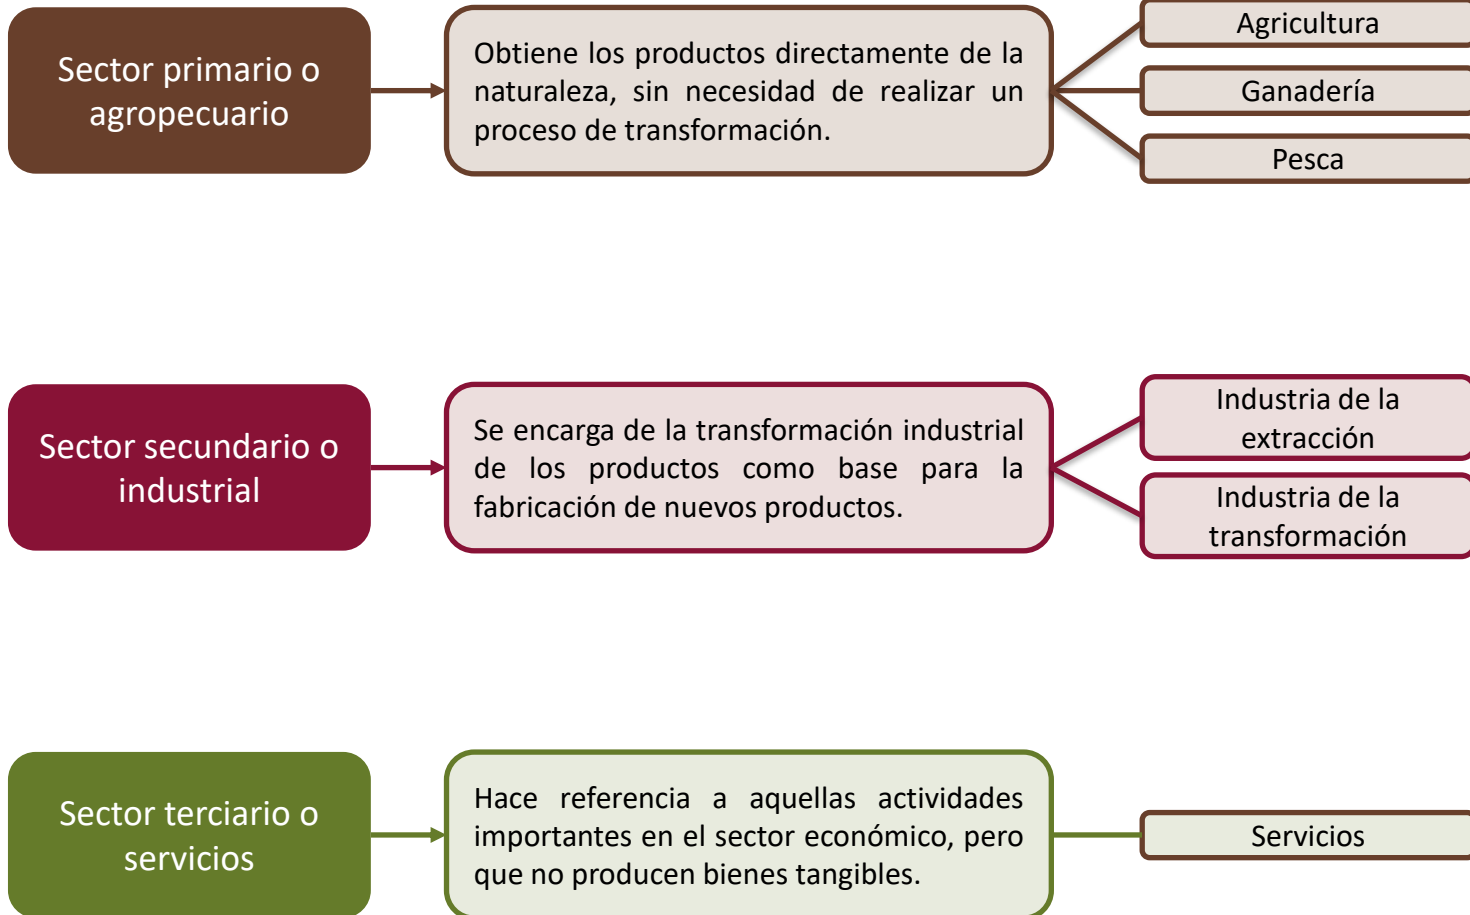 Sector primario o
agropecuario
Obtiene los productos directamente de la
naturaleza, sin necesidad de realizar un
proceso de transformación.
Agricultura
Ganadería
Pesca
Sector secundario o
industrial
Se encarga de la transformación industrial
de los productos como base para la
fabricación de nuevos productos.
Industria de la
extracción
Industria de la
transformación
Sector terciario o
servicios
Hace referencia a aquellas actividades
importantes en el sector económico, pero
que no producen bienes tangibles.
Servicios